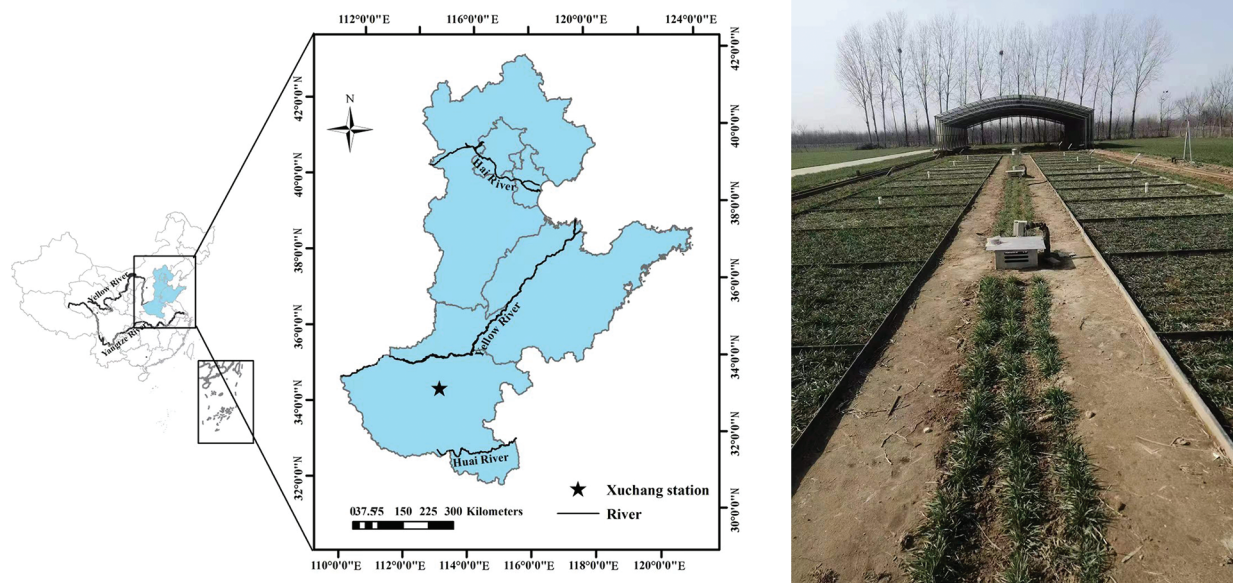 112°0'0"E 116°0'0"E 120°0'0"E 124°0'0"E
N
42°0'0"N
40°0'0"N
38°0'0"N
36°0'0"N
34°0'0"N
32°0'0"N
42°0'0"N
40°0'0"N
38°0'0"N
36°0'0"N
34°0'0"N
32°0'0"N
30°0'0"N
Hai River
Yellow River
Huai River
Yellow River
Yangtze River
Xuchang station
River
037.575 150 225 300 Kilometers
110°0'0"E 112°0'0"E 114°0'0"E 116°0'0"E 118°0'0"E 120°0'0"E